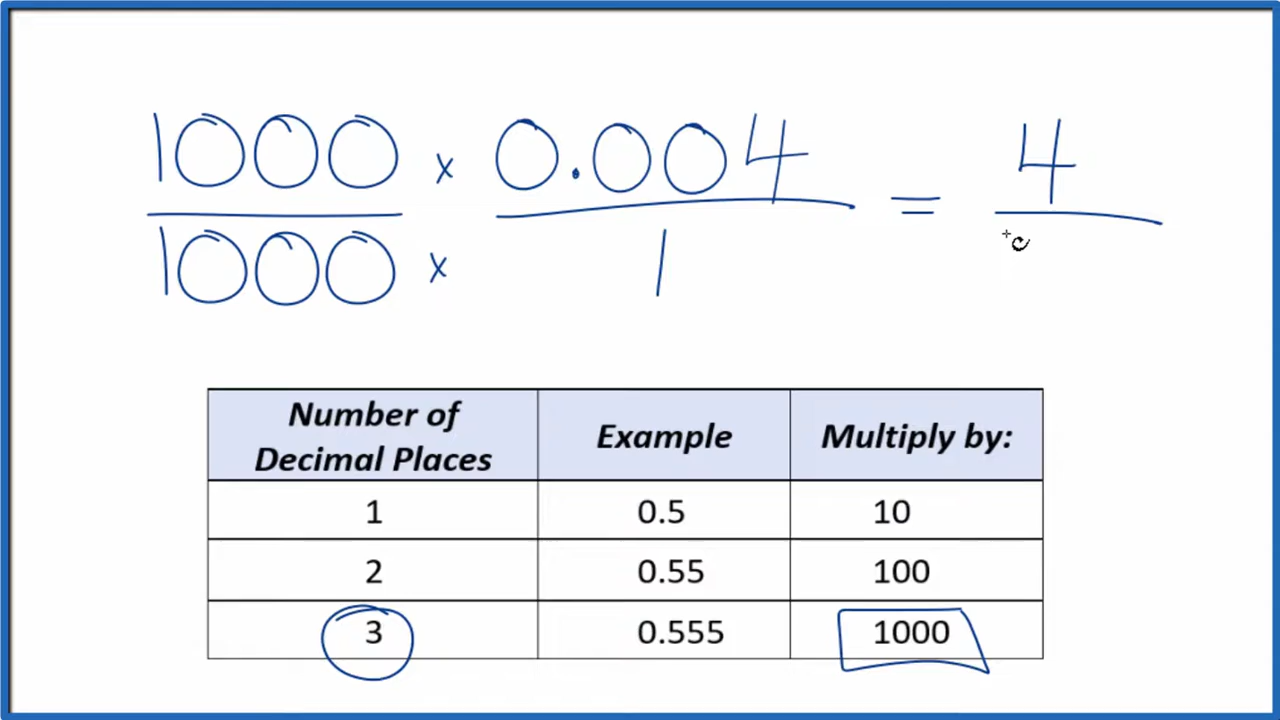 1000 × 0.004 = 4
1000 × 1
Number of Decimal Places Example Multiply by:
1 0.5 10
2 0.55 100
3 0.555 1000